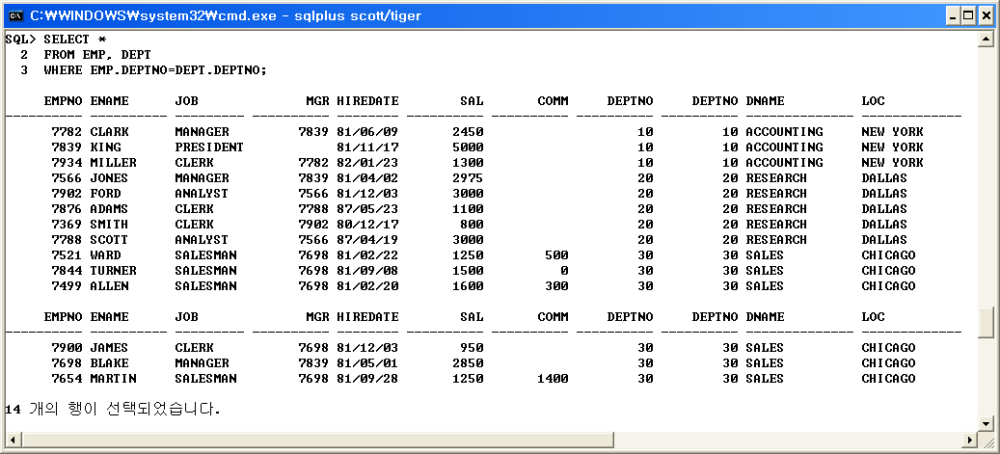 C:₩WINDOWS₩system32₩cmd.exe - sqlplus scott/tiger
SQL> SELECT *
  2  FROM EMP, DEPT
  3  WHERE EMP.DEPTNO=DEPT.DEPTNO;
     EMPNO ENAME      JOB              MGR HIREDATE        SAL       COMM     DEPTNO     DEPTNO DNAME          LOC
---------- ---------- --------- ---------- -------- ---------- ---------- ---------- ---------- -------------- -------------
      7782 CLARK      MANAGER         7839 81/06/09       2450                    10         10 ACCOUNTING     NEW YORK
      7839 KING       PRESIDENT            81/11/17       5000                    10         10 ACCOUNTING     NEW YORK
      7934 MILLER     CLERK           7782 82/01/23       1300                    10         10 ACCOUNTING     NEW YORK
      7566 JONES      MANAGER         7839 81/04/02       2975                    20         20 RESEARCH       DALLAS
      7902 FORD       ANALYST         7566 81/12/03       3000                    20         20 RESEARCH       DALLAS
      7876 ADAMS      CLERK           7788 87/05/23       1100                    20         20 RESEARCH       DALLAS
      7369 SMITH      CLERK           7902 80/12/17        800                    20         20 RESEARCH       DALLAS
      7788 SCOTT      ANALYST         7566 87/04/19       3000                    20         20 RESEARCH       DALLAS
      7521 WARD       SALESMAN        7698 81/02/22       1250        500         30         30 SALES          CHICAGO
      7844 TURNER     SALESMAN        7698 81/09/08       1500          0         30         30 SALES          CHICAGO
      7499 ALLEN      SALESMAN        7698 81/02/20       1600        300         30         30 SALES          CHICAGO
     EMPNO ENAME      JOB              MGR HIREDATE        SAL       COMM     DEPTNO     DEPTNO DNAME          LOC
---------- ---------- --------- ---------- -------- ---------- ---------- ---------- ---------- -------------- -------------
      7900 JAMES      CLERK           7698 81/12/03        950                    30         30 SALES          CHICAGO
      7698 BLAKE      MANAGER         7839 81/05/01       2850                    30         30 SALES          CHICAGO
      7654 MARTIN     SALESMAN        7698 81/09/28       1250       1400         30         30 SALES          CHICAGO
14 개의 행이 선택되었습니다.